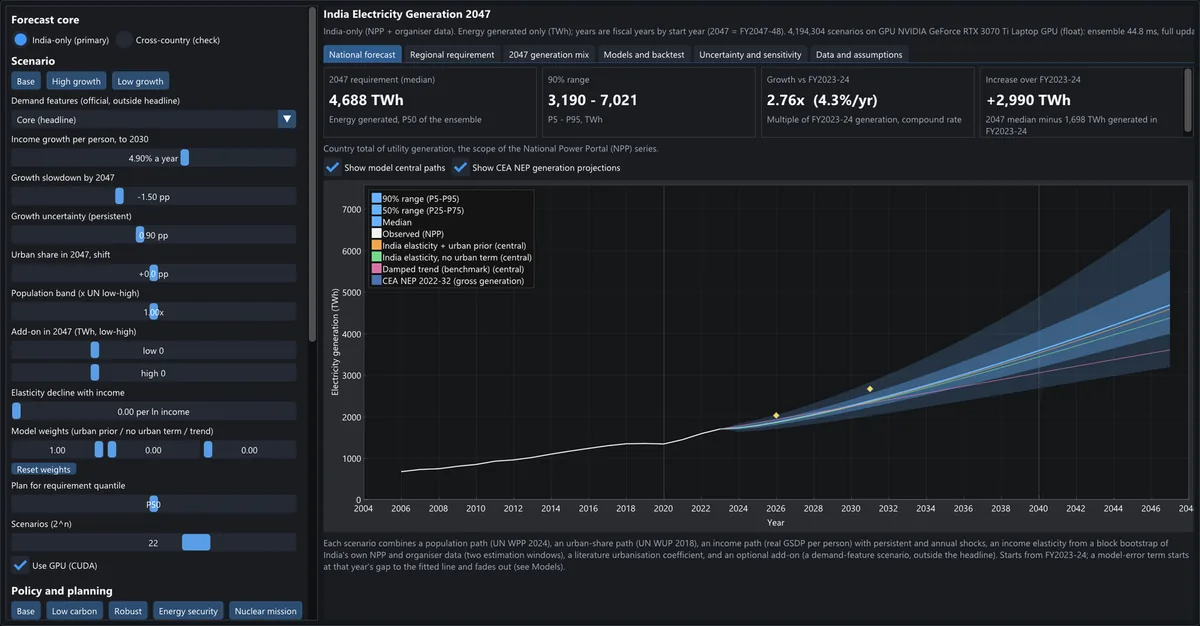 Forecast core
India-only (primary)
Cross-country (check)
Scenario
Base
High growth
Low growth
Demand features (official, outside headline)
Core (headline)
Income growth per person, to 2030
4.90% a year
Growth slowdown by 2047
-1.50 pp
Growth uncertainty (persistent)
0.90 pp
Urban share in 2047, shift
+0.0 pp
Population band (x UN low-high)
1.00x
Add-on in 2047 (TWh, low-high)
low 0
high 0
Elasticity decline with income
0.00 per ln income
Model weights (urban prior / no urban term / trend)
1.00
0.00
0.00
Reset weights
Plan for requirement quantile
P50
Scenarios (2^n)
22
Use GPU (CUDA)
Policy and planning
Base
Low carbon
Robust
Energy security
Nuclear mission
India Electricity Generation 2047
India-only (NPP + organiser data). Energy generated only (TWh); years are fiscal years by start year (2047 = FY2047-48). 4,194,304 scenarios on GPU NVIDIA GeForce RTX 3070 Ti Laptop GPU (float): ensemble 44.8 ms, full upda
National forecast
Regional requirement
2047 generation mix
Models and backtest
Uncertainty and sensitivity
Data and assumptions
2047 requirement (median)
4,688 TWh
Energy generated, P50 of the ensemble
90% range
3,190 - 7,021
P5 - P95, TWh
Growth vs FY2023-24
2.76x (4.3%/yr)
Multiple of FY2023-24 generation, compound rate
Increase over FY2023-24
+2,990 TWh
2047 median minus 1,698 TWh generated in
FY2023-24
Country total of utility generation, the scope of the National Power Portal (NPP) series.
Show model central paths
Show CEA NEP generation projections
90% range (P5-P95)
50% range (P25-P75)
Median
Observed (NPP)
India elasticity + urban prior (central)
India elasticity, no urban term (central)
Damped trend (benchmark) (central)
CEA NEP 2022-32 (gross generation)
Electricity generation (TWh)
7000
6000
5000
4000
3000
2000
1000
0
2004 2006 2008 2010 2012 2014 2016 2018 2020 2022 2024 2026 2028 2030 2032 2034 2036 2038 2040 2042 2044 2046 204
Year
Each scenario combines a population path (UN WPP 2024), an urban-share path (UN WUP 2018), an income path (real GSDP per person) with persistent and annual shocks, an income elasticity from a block bootstrap of
India's own NPP and organiser data (two estimation windows), a literature urbanisation coefficient, and an optional add-on (a demand-feature scenario, outside the headline). Starts from FY2023-24; a model-error term starts
at that year's gap to the fitted line and fades out (see Models).